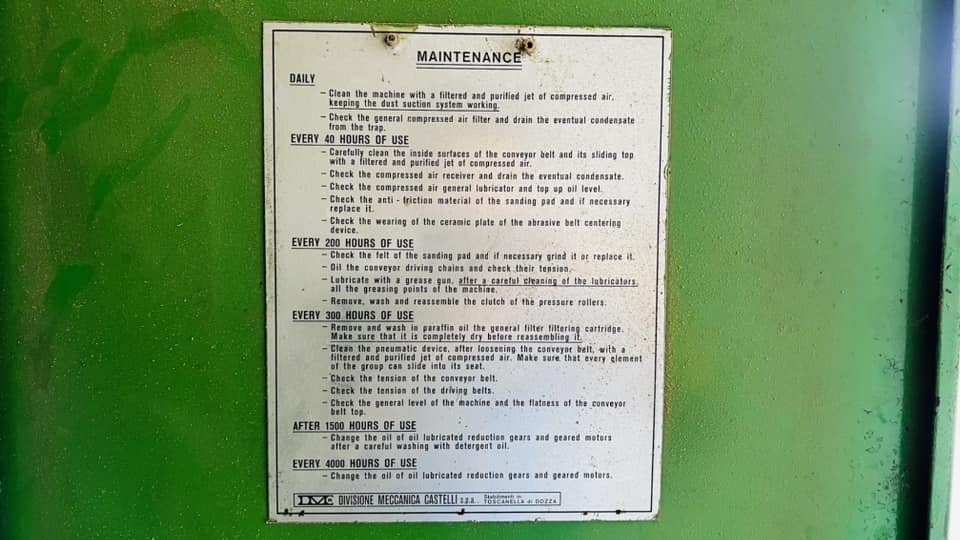 MAINTENANCE
DAILY
– Clean the machine with a filtered and purified jet of compressed air,
keeping the dust suction system working.
– Check the general compressed air filter and drain the eventual condensate
from the trap.
EVERY 40 HOURS OF USE
– Carefully clean the inside surfaces of the conveyor belt and its sliding top
with a filtered and purified jet of compressed air.
– Check the compressed air receiver and drain the eventual condensate.
– Check the compressed air general lubricator and top up oil level.
– Check the anti - friction material of the sanding pad and if necessary
replace it.
– Check the wearing of the ceramic plate of the abrasive belt centering
device.
EVERY 200 HOURS OF USE
– Check the felt of the sanding pad and if necessary grind it or replace it.
– Oil the conveyor driving chains and check their tension.
– Lubricate with a grease gun, after a careful cleaning of the lubricators,
all the greasing points of the machine.
– Remove, wash and reassemble the clutch of the pressure rollers.
EVERY 300 HOURS OF USE
– Remove and wash in paraffin oil the general filter filtering cartridge.
Make sure that it is completely dry before reassembling it.
– Clean the pneumatic device, after loosening the conveyor belt, with a
filtered and purified jet of compressed air. Make sure that every element
of the group can slide into its seat.
– Check the tension of the conveyor belt.
– Check the tension of the driving belts.
– Check the general level of the machine and the flatness of the conveyor
belt top.
AFTER 1500 HOURS OF USE
– Change the oil of oil lubricated reduction gears and geared motors
after a careful washing with detergent oil.
EVERY 4000 HOURS OF USE
– Change the oil of oil lubricated reduction gears and geared motors.
DMC DIVISIONE MECCANICA CASTELLI s.p.a. Stabilimenti in
TOSCANELLA di DOZZA